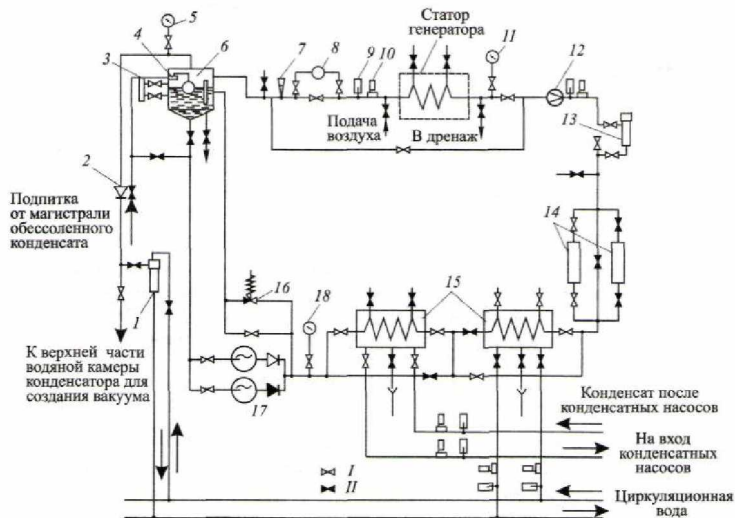 5
Статор
генератора
4
6
7
8
9
10
11
12
3
13
Подача
воздуха
В дренаж
2
Подпитка
от магистрали
обессоленного
конденсата
14
1
16
18
15
К верхней части
водяной камеры
конденсатора для
создания вакуума
17
Конденсат после
конденсатных насосов
На вход
конденсатных
насосов
I
II
Циркуляционная
вода